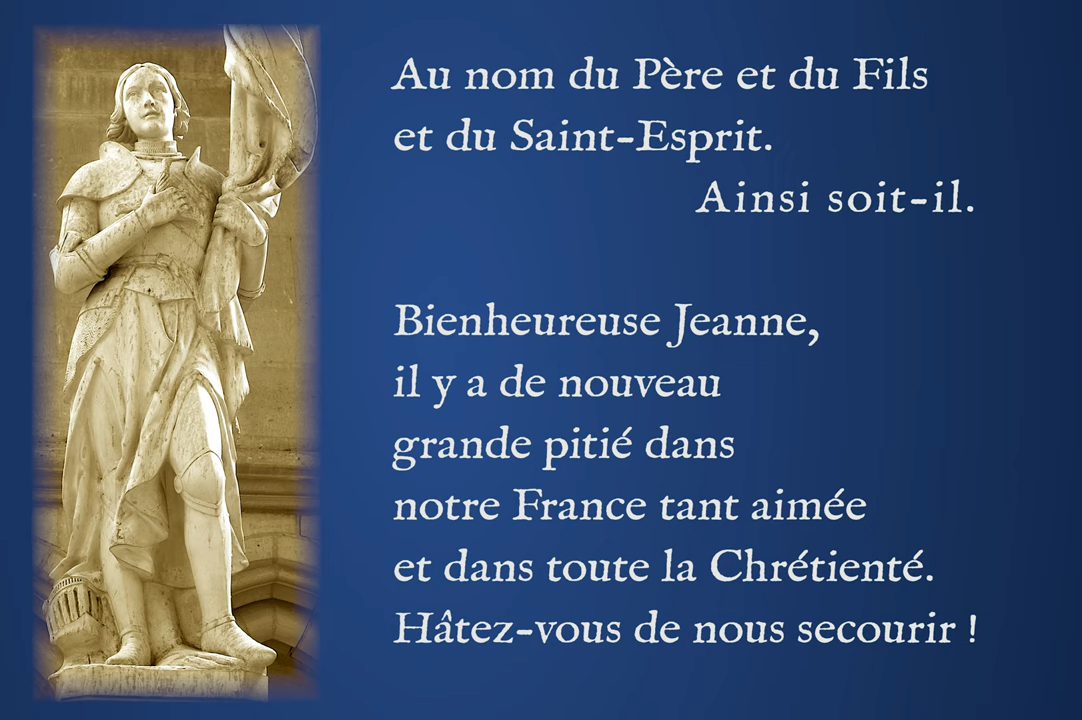 Au nom du Père et du Fils
et du Saint-Esprit.
Ainsi soit-il.
Bienheureuse Jeanne,
il y a de nouveau
grande pitié dans
notre France tant aimée
et dans toute la Chrétienté.
Hâtez-vous de nous secourir !